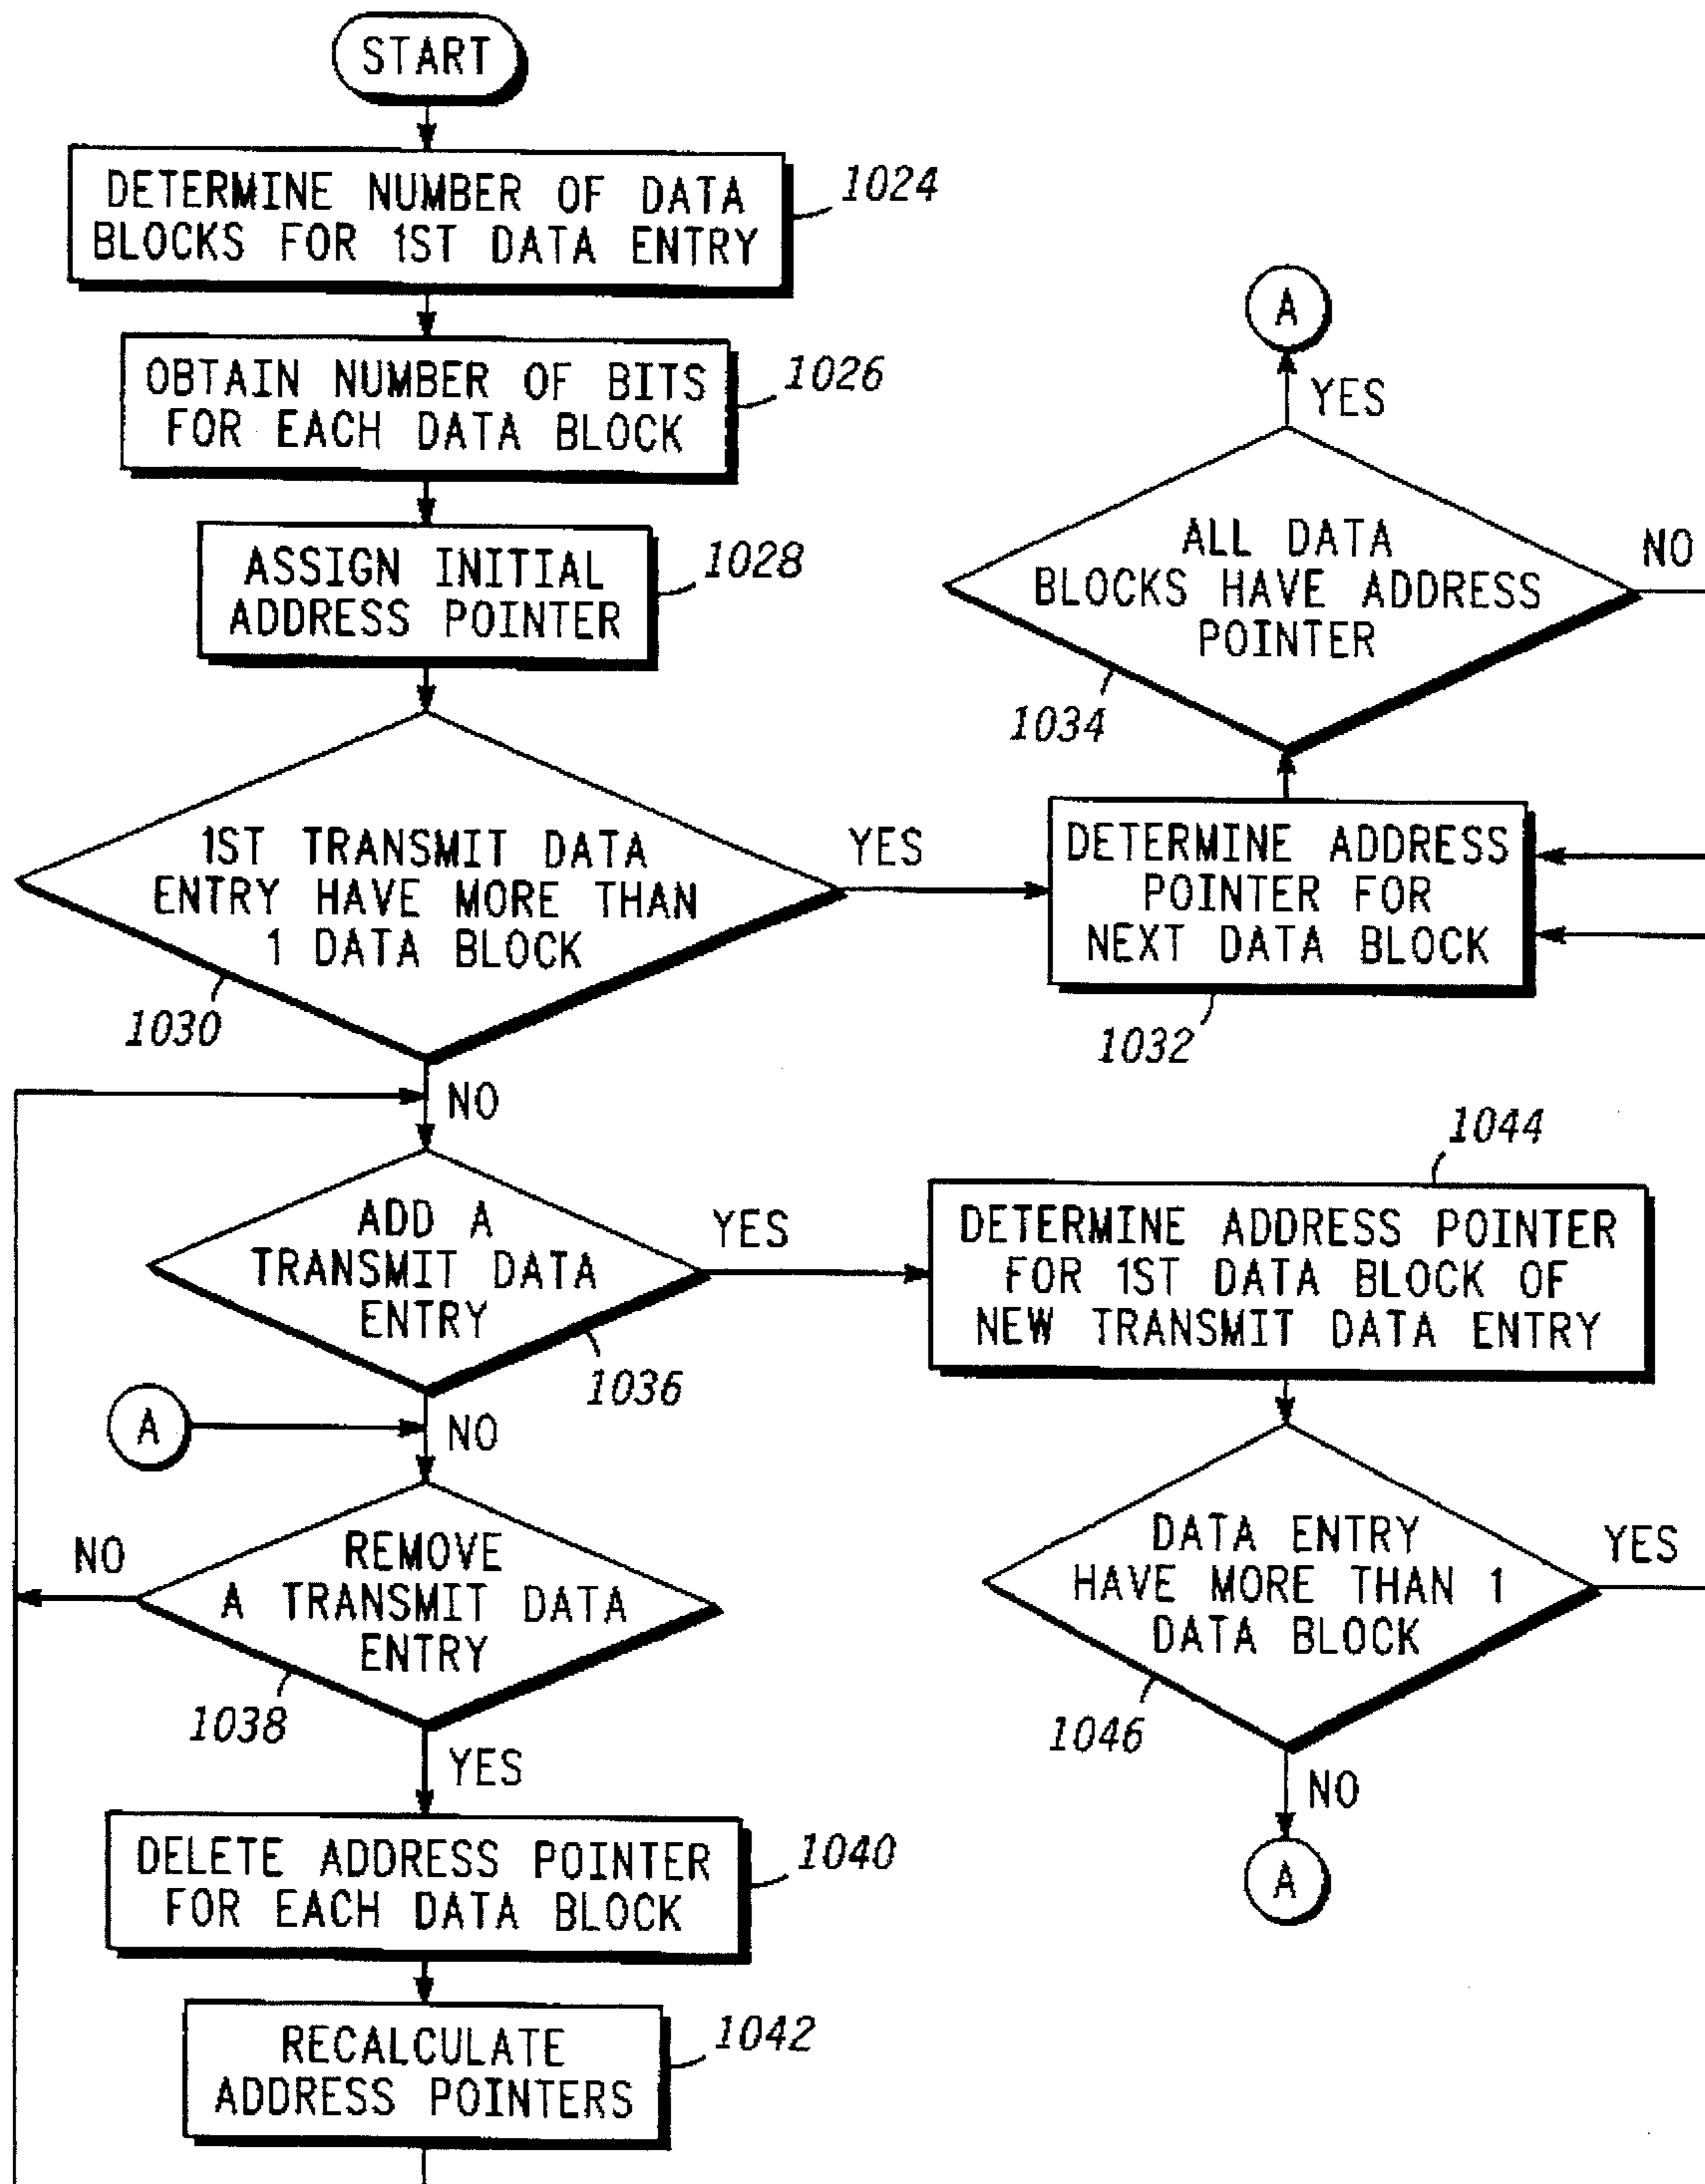 START
DETERMINE NUMBER OF DATA
BLOCKS FOR 1ST DATA ENTRY
1024
OBTAIN NUMBER OF BITS
FOR EACH DATA BLOCK
1026
ASSIGN INITIAL
ADDRESS POINTER
1028
1ST TRANSMIT DATA
ENTRY HAVE MORE THAN
1 DATA BLOCK
1030
YES
NO
A
YES
ALL DATA
BLOCKS HAVE ADDRESS
POINTER
NO
1034
DETERMINE ADDRESS
POINTER FOR
NEXT DATA BLOCK
1032
ADD A
TRANSMIT DATA
ENTRY
YES
1036
NO
A
1044
DETERMINE ADDRESS POINTER
FOR 1ST DATA BLOCK OF
NEW TRANSMIT DATA ENTRY
DATA ENTRY
HAVE MORE THAN 1
DATA BLOCK
YES
1046
NO
A
REMOVE
A TRANSMIT DATA
ENTRY
NO
1038
YES
DELETE ADDRESS POINTER
FOR EACH DATA BLOCK
1040
RECALCULATE
ADDRESS POINTERS
1042